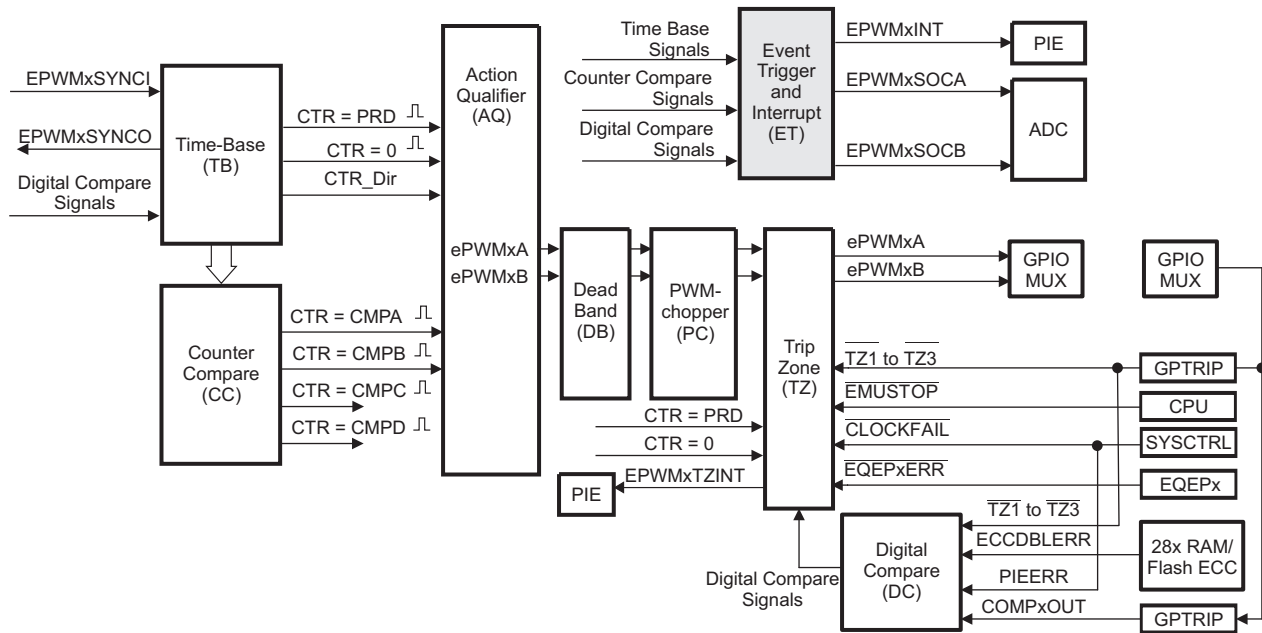 EPWMxSYNCI
EPWMxSYNCO
Digital Compare
Signals
Time-Base
(TB)
CTR = PRD
CTR = 0
CTR_Dir
Counter
Compare
(CC)
CTR = CMPA
CTR = CMPB
CTR = CMPC
CTR = CMPD
Action
Qualifier
(AQ)
ePWMxA
ePWMxB
Dead
Band
(DB)
PWM-
chopper
(PC)
Time Base
Signals
Counter Compare
Signals
Digital Compare
Signals
Event
Trigger
and
Interrupt
(ET)
EPWMxINT
EPWMxSOCA
EPWMxSOCB
PIE
ADC
Trip
Zone
(TZ)
ePWMxA
ePWMxB
GPIO
MUX
GPIO
MUX
TZ1 to TZ3
EMUSTOP
CLOCKFAIL
EQEPxERR
GPTRIP
CPU
SYSCTRL
EQEPx
CTR = PRD
CTR = 0
EPWMxTZINT
PIE
Digital Compare
Signals
Digital
Compare
(DC)
TZ1 to TZ3
ECCDBLERR
PIEERR
COMPxOUT
28x RAM/
Flash ECC
GPTRIP